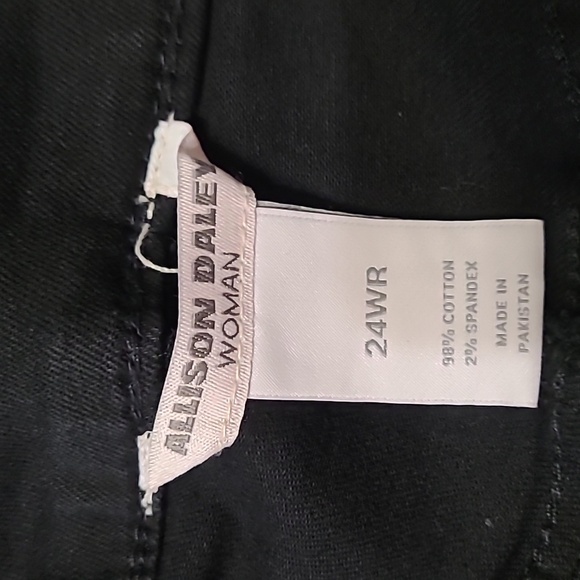 ALLISON DALEY
WOMAN
24WR
98% COTTON
2% SPANDEX
MADE IN
PAKISTAN